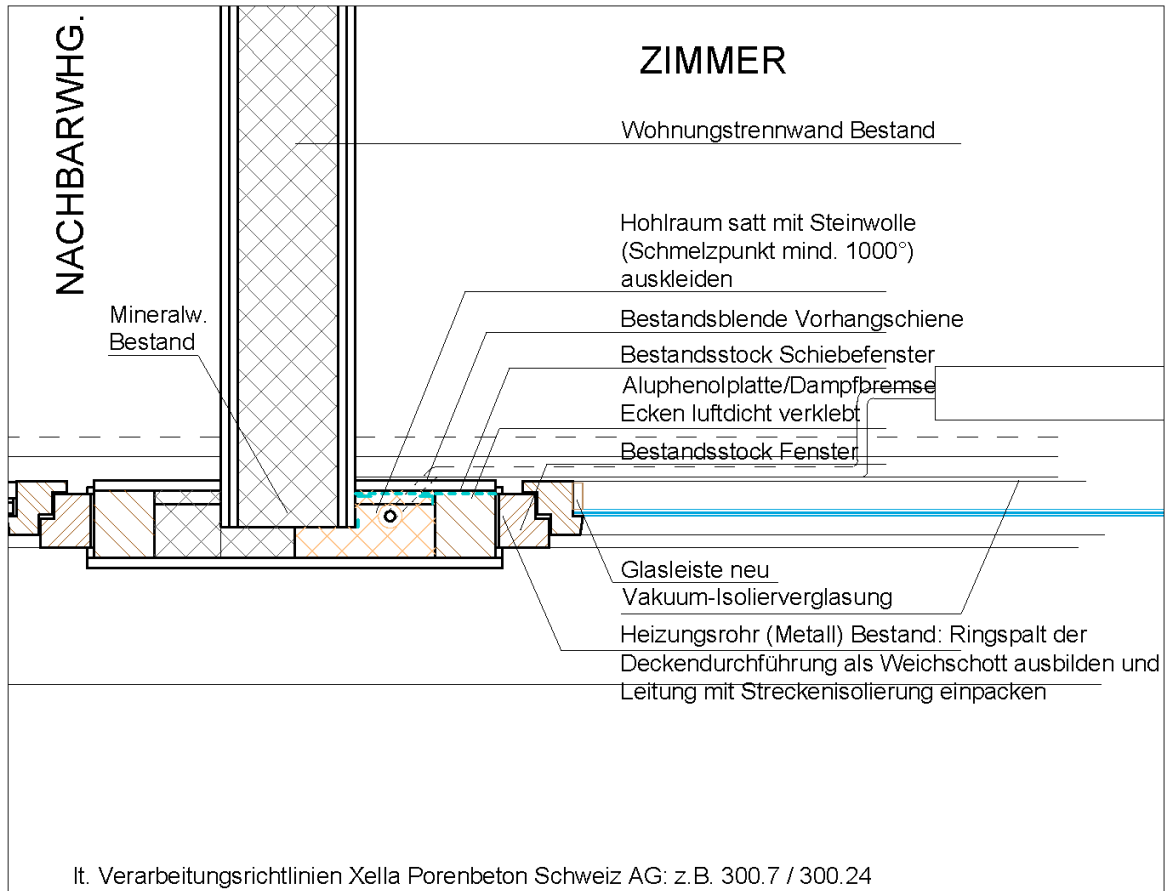 NACHBARWHG.
ZIMMER
Wohnungstrennwand Bestand
Hohlraum satt mit Steinwolle
(Schmelzpunkt mind. 1000°)
auskleiden
Mineralw.
Bestand
Bestandsblende Vorhangschiene
Bestandsstock Schiebefenster
Aluphenolplatte/Dampfbremse
Ecken luftdicht verklebt
Bestandsstock Fenster
Glasleiste neu
Vakuum-Isolierverglasung
Heizungsrohr (Metall) Bestand: Ringspalt der
Deckendurchführung als Weichschott ausbilden und
Leitung mit Streckenisolierung einpacken
lt. Verarbeitungsrichtlinien Xella Porenbeton Schweiz AG: z.B. 300.7 / 300.24